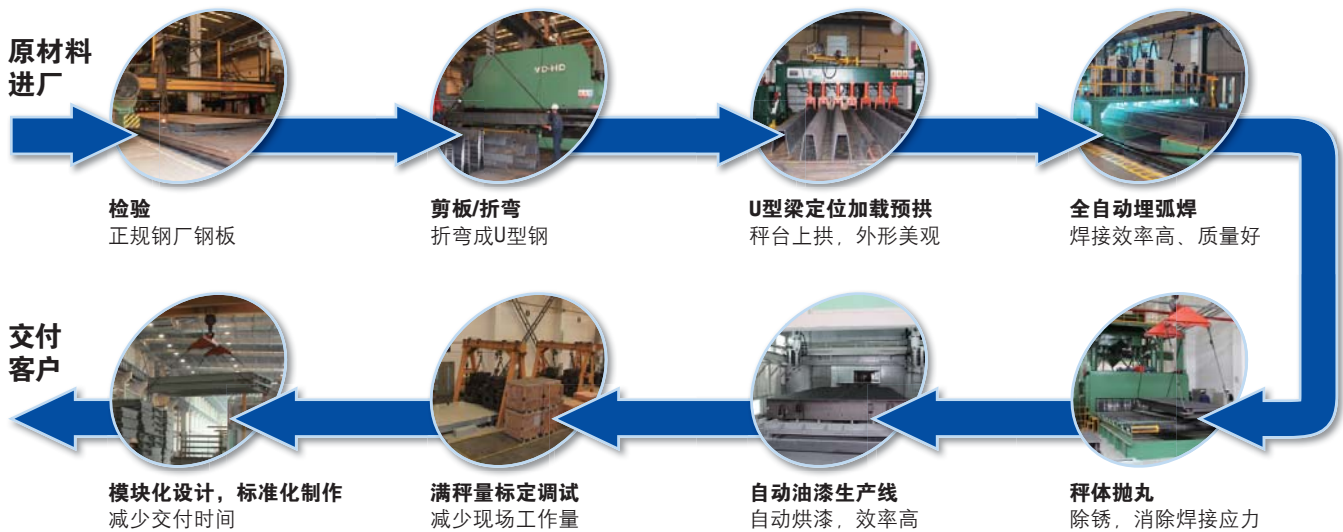 原材料
进厂
YD-HD
检验
正规钢厂钢板
剪板/折弯
折弯成U型钢
U型梁定位加载预拱
秤台上拱，外形美观
全自动埋弧焊
焊接效率高、质量好
交付
客户
模块化设计，标准化制作
减少交付时间
满秤量标定调试
减少现场工作量
自动油漆生产线
自动烘漆，效率高
秤体抛丸
除锈，消除焊接应力